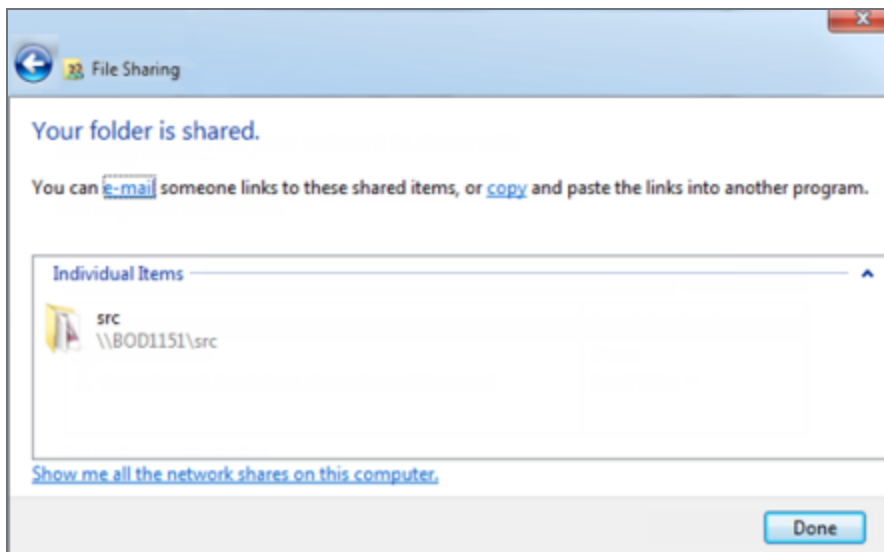 File Sharing
Your folder is shared.
You can e-mail someone links to these shared items, or copy and paste the links into another program.
Individual Items
src
\\BOD1151\src
Show me all the network shares on this computer.
Done